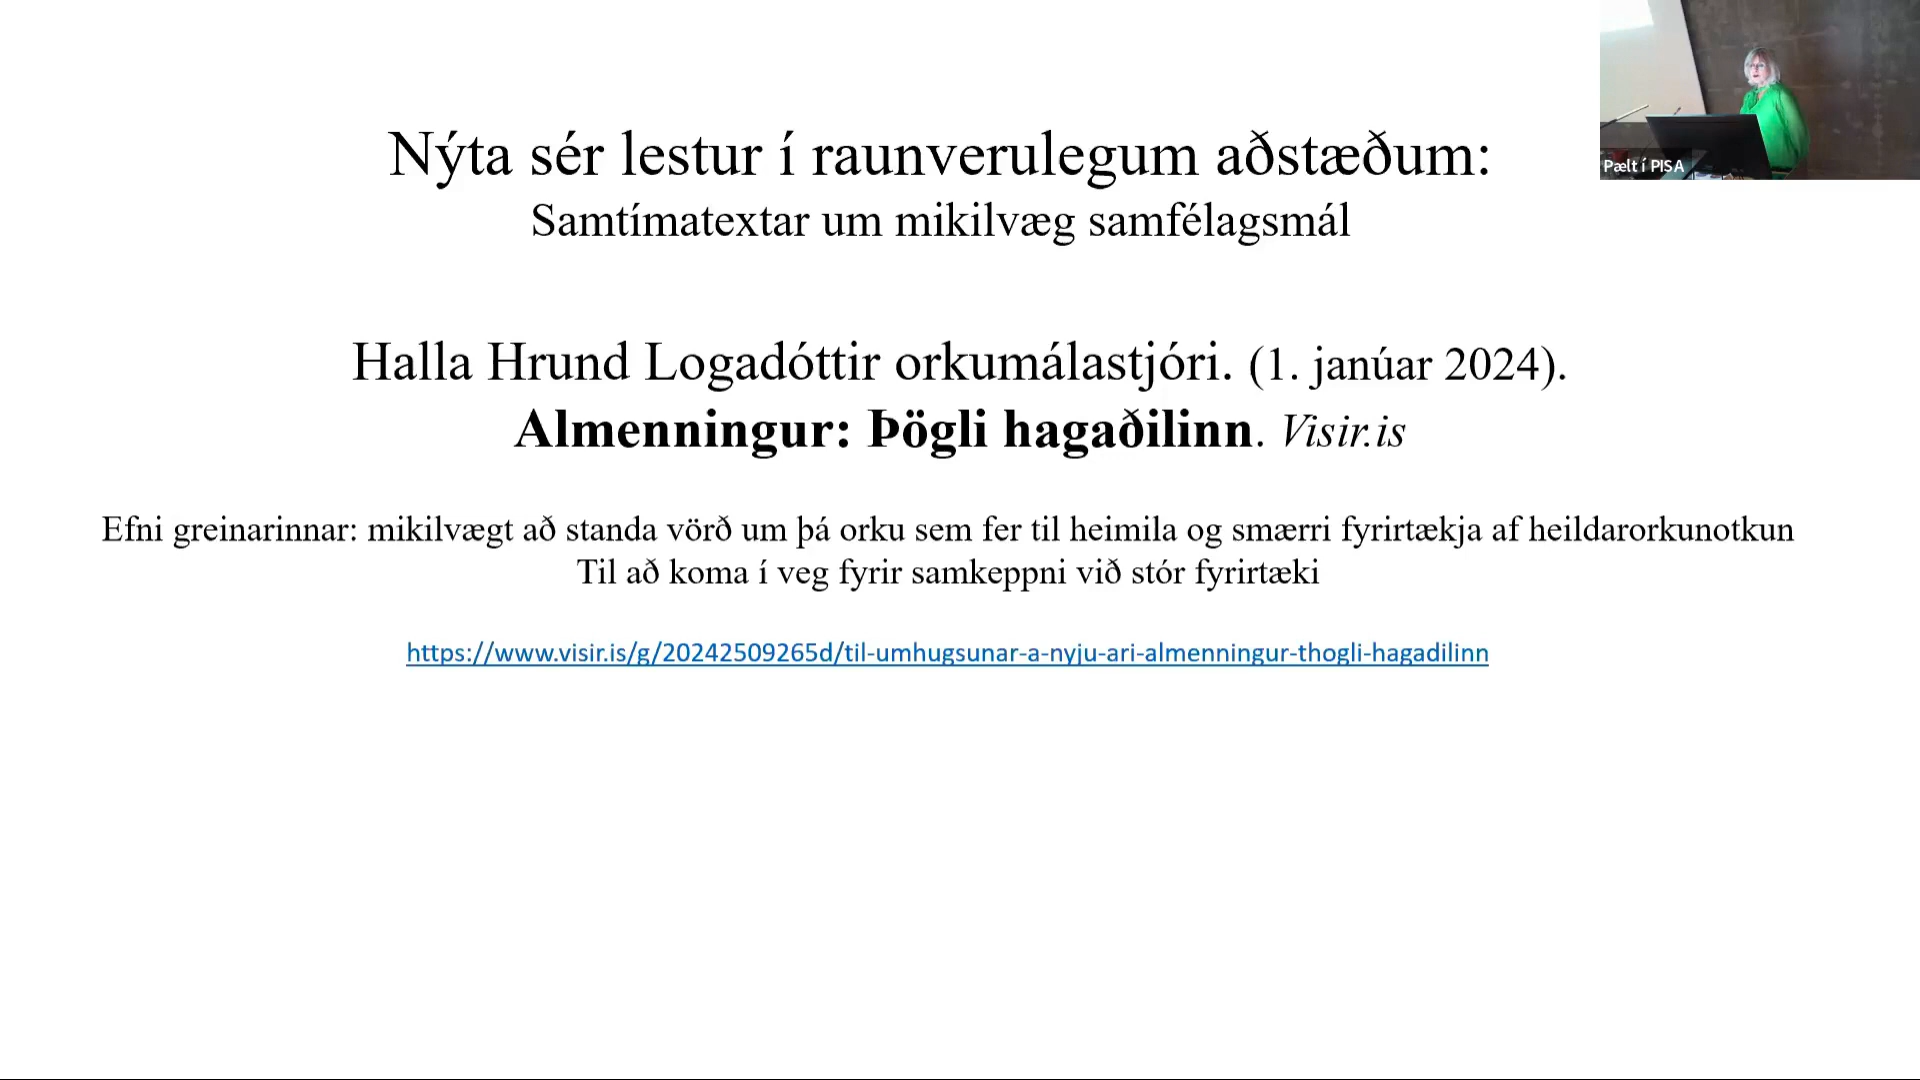 Nýta sér lestur í raunverulegum aðstæðum:
Samtímatextar um mikilvæg samfélagsmál
Pælt í PISA
Halla Hrund Logadóttir orkumálastjóri. (1. janúar 2024).
Almenningur: Þögli hagaðilinn. Visir.is
Efni greinarinnar: mikilvægt að standa vörð um þá orku sem fer til heimila og smærri fyrirtækja af heildarorkunotkun
Til að koma í veg fyrir samkeppni við stór fyrirtæki
https://www.visir.is/g/20242509265d/til-umhugsunar-a-nyju-ari-almenningur-thogli-hagadilinn